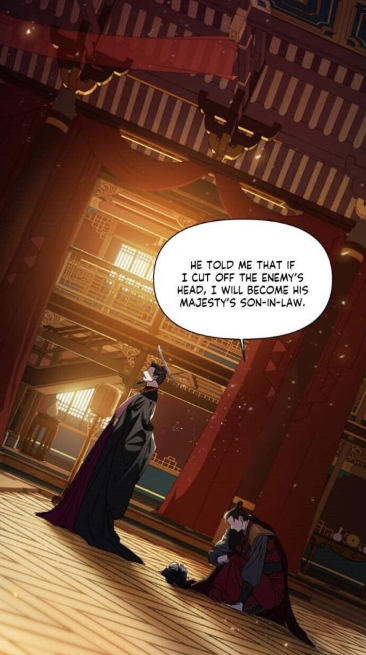 HE TOLD ME THAT IF
I CUT OFF THE ENEMY'S
HEAD, I WILL BECOME HIS
MAJESTY'S SON-IN-LAW.